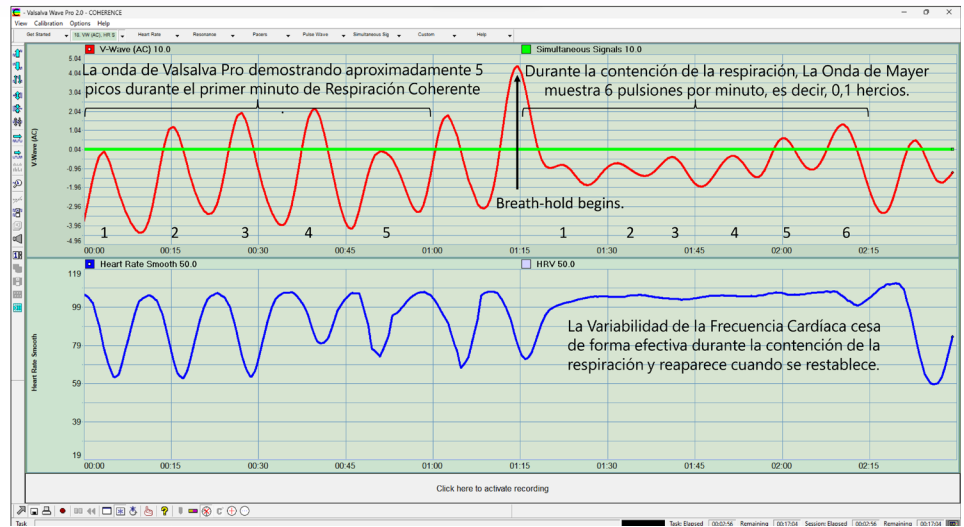 - Valsalva Wave Pro 2.0 - COHERENCE
View Calibration Options Help
Get Started 18. VW (AC), HR S Heart Rate Resonance Pacers Pulse Wave Simultaneous Sig Custom Help
V-Wave (AC) 10.0 Simultaneous Signals 10.0
La onda de Valsalva Pro demostrando aproximadamente 5
picos durante el primer minuto de Respiración Coherente
Durante la contención de la respiración, La Onda de Mayer
muestra 6 pulsiones por minuto, es decir, 0,1 hercios.
V-Wave (AC)
5.04
4.04
3.04
2.04
1.04
0.04
-0.96
-1.96
-2.96
-3.96
-4.96
Breath-hold begins.
1 2 3 4 5 1 2 3 4 5 6
00:00 00:15 00:30 00:45 01:00 01:15 01:30 01:45 02:00 02:15
Heart Rate Smooth 50.0 HRV 50.0
Heart Rate Smooth
119
99
79
59
39
19
La Variabilidad de la Frecuencia Cardíaca cesa
de forma efectiva durante la contención de la
respiración y reaparece cuando se restablece.
00:00 00:15 00:30 00:45 01:00 01:15 01:30 01:45 02:00 02:15
Click here to activate recording
Task Task: Elapsed 00:02:56 Remaining 00:17:04 Session: Elapsed 00:02:56 Remaining 00:17:04